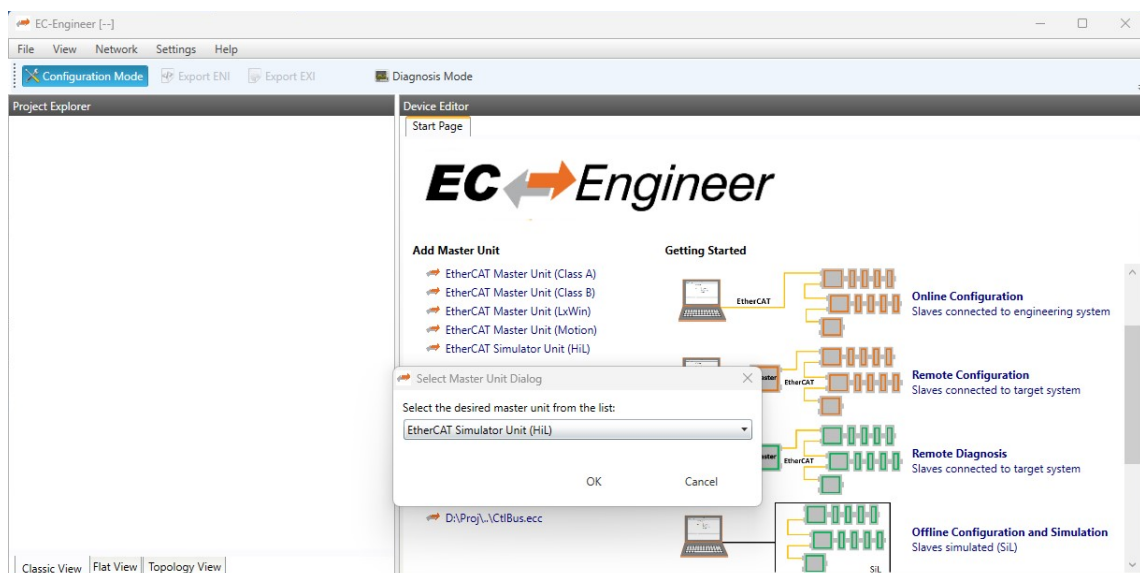 EC-Engineer [--]
File View Network Settings Help
Configuration Mode Export ENI Export EXI Diagnosis Mode
Project Explorer
Device Editor
Start Page
EC Engineer
Add Master Unit
EtherCAT Master Unit (Class A)
EtherCAT Master Unit (Class B)
EtherCAT Master Unit (LxWin)
EtherCAT Master Unit (Motion)
EtherCAT Simulator Unit (HiL)
Getting Started
EtherCAT
Online Configuration
Slaves connected to engineering system
EtherCAT
Remote Configuration
Slaves connected to target system
EtherCAT
Remote Diagnosis
Slaves connected to target system
SiL
Offline Configuration and Simulation
Slaves simulated (SiL)
Select Master Unit Dialog
Select the desired master unit from the list:
EtherCAT Simulator Unit (HiL)
OK Cancel
D:\Proj\..\CtlBus.ecc
Classic View Flat View Topology View